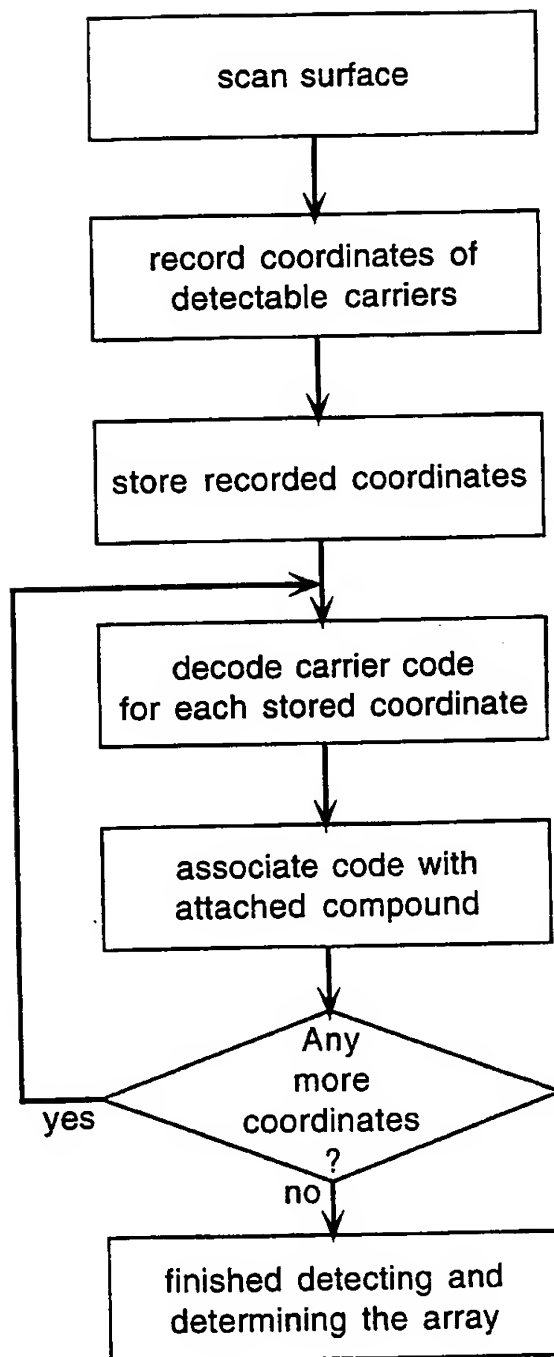 scan surface
record coordinates of
detectable carriers
store recorded coordinates
decode carrier code
for each stored coordinate
associate code with
attached compound
Any
more
coordinates
?
yes
no
finished detecting and
determining the array